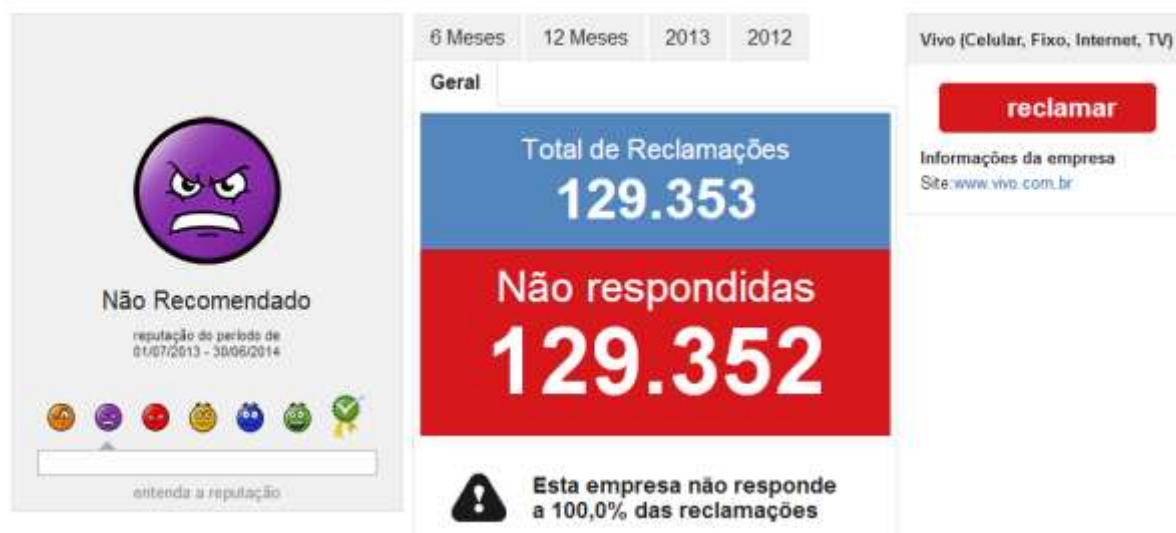 6 Meses 12 Meses 2013 2012
Geral
Não Recomendado
reputação do período de
01/07/2013 - 30/06/2014
entenda a reputação
Total de Reclamações
129.353
Não respondidas
129.352
Esta empresa não responde
a 100,0% das reclamações
Vivo (Celular, Fixo, Internet, TV)
reclamar
Informações da empresa
Site:www.vivo.com.br